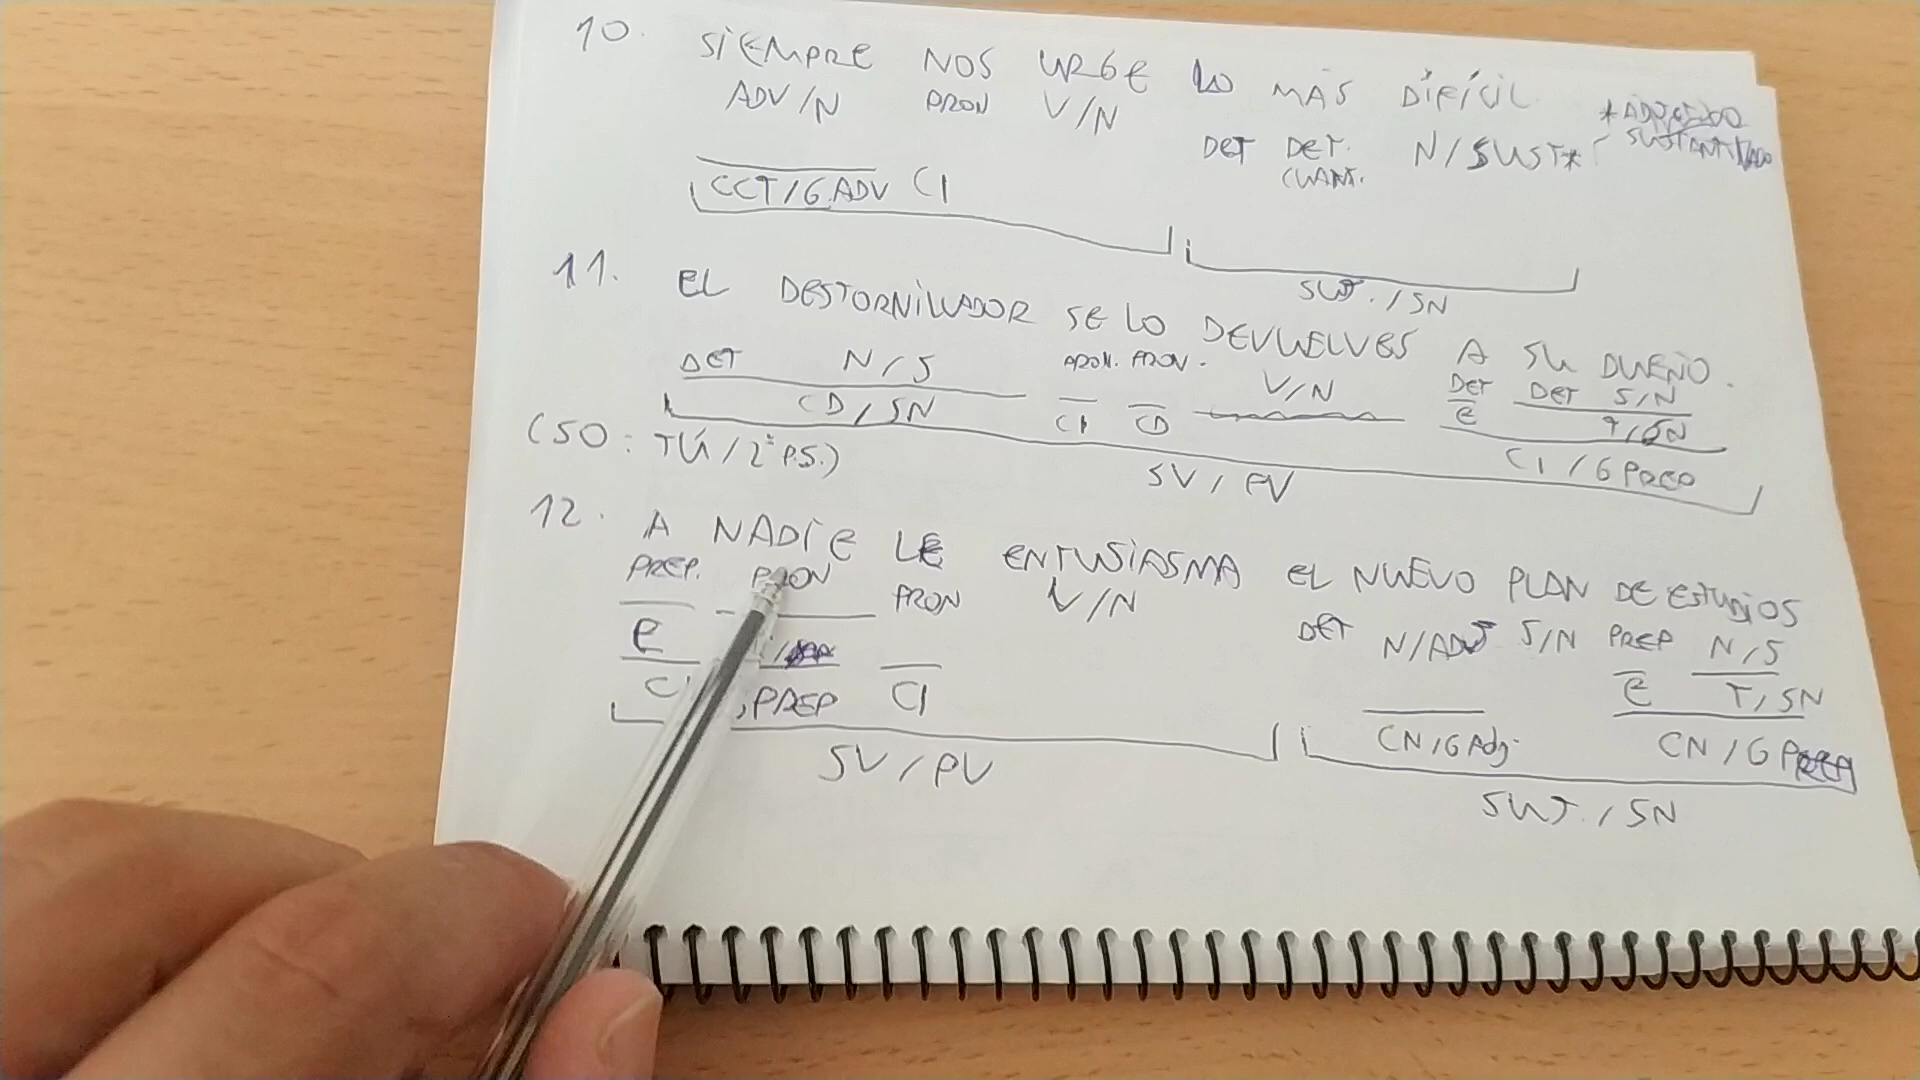 10. SIEMPRE NOS URGE LO MÁS DIFÍCIL
ADV/N PRON V/N DET DET. CUANT. N/SUST* *ADJETIVO SUSTANTIVADO
CCT/G.ADV CI
SUJ. / SN
11. EL DESTORNILLADOR SE LO DEVUELVES A SU DUEÑO.
DET N/S PRON. PRON. V/N DET DET S/N
CD/SN CI CD E T/SN
CI / G PREP
(SO: TÚ / 2ª P.S.)
SV / PV
12. A NADIE LE ENTUSIASMA EL NUEVO PLAN DE ESTUDIOS
PREP. PRON PRON V/N DET N/ADJ S/N PREP N/S
E E T/SN
CI PREP CI CN/G Adj. CN / G PREP
SV / PV
SUJ. / SN